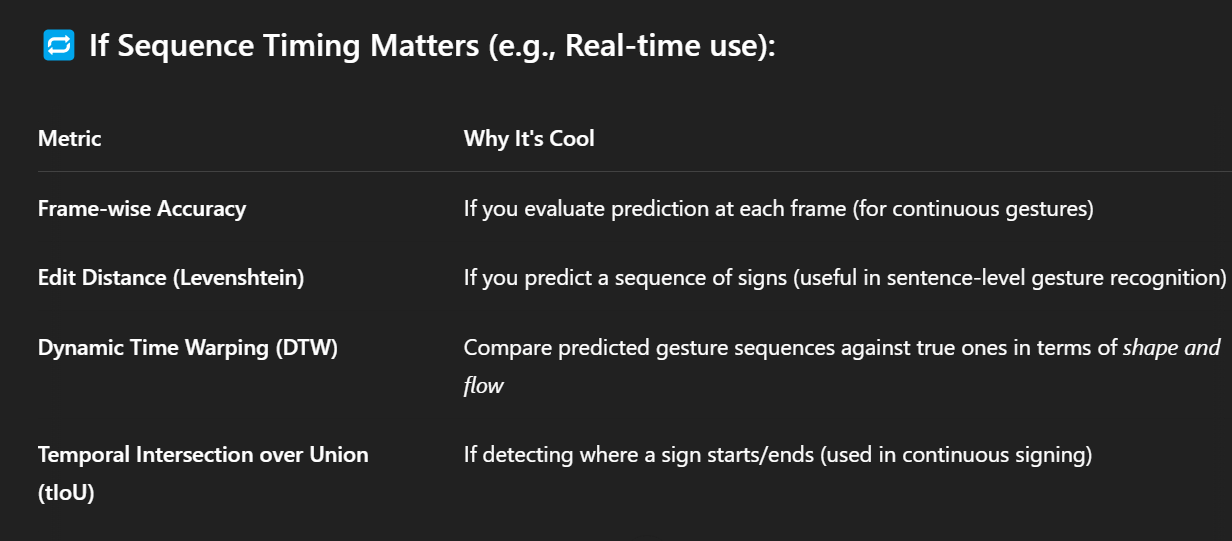 🔁 If Sequence Timing Matters (e.g., Real-time use):
Metric Why It's Cool
Frame-wise Accuracy If you evaluate prediction at each frame (for continuous gestures)
Edit Distance (Levenshtein) If you predict a sequence of signs (useful in sentence-level gesture recognition)
Dynamic Time Warping (DTW) Compare predicted gesture sequences against true ones in terms of shape and
flow
Temporal Intersection over Union If detecting where a sign starts/ends (used in continuous signing)
(tIoU)